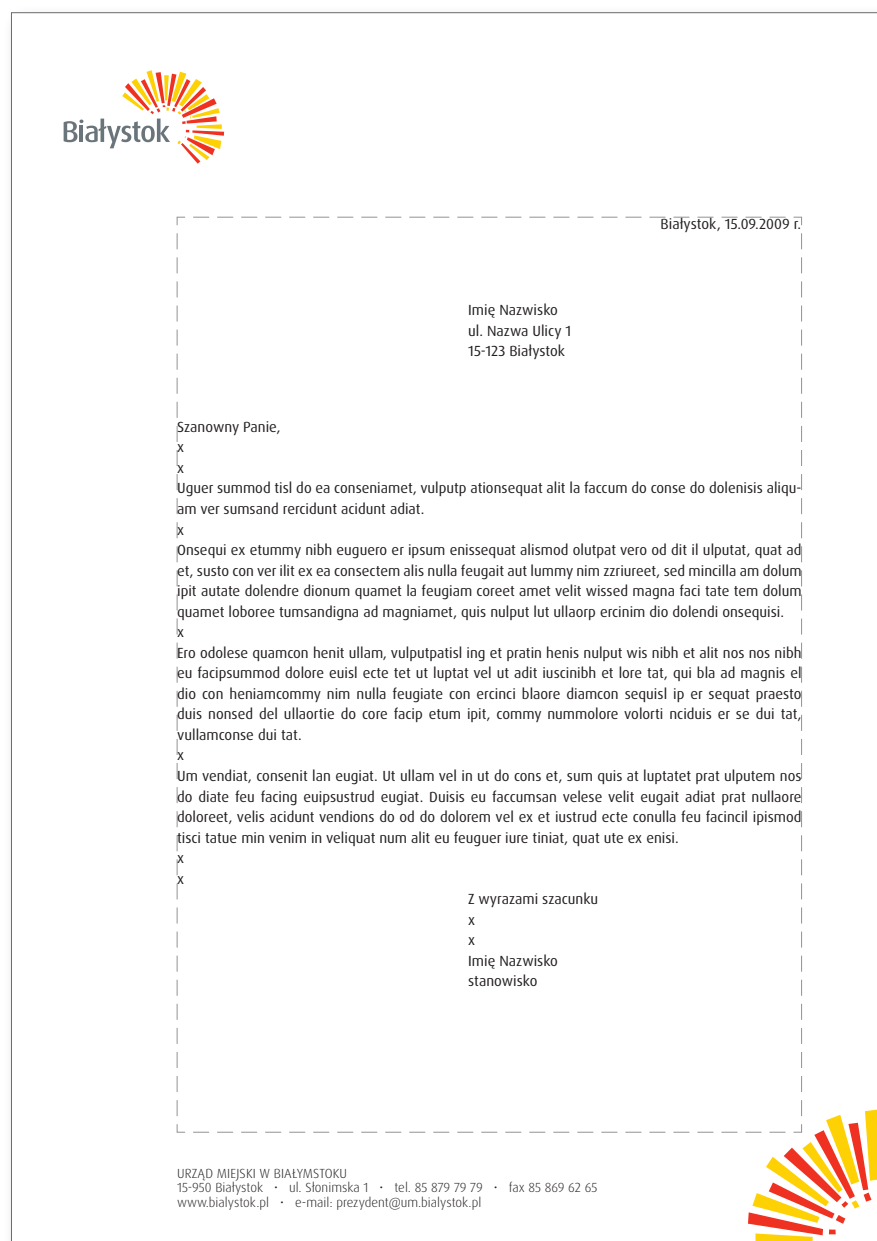 Białystok
Białystok, 15.09.2009 r.
Imię Nazwisko
ul. Nazwa Ulicy 1
15-123 Białystok
Szanowny Panie,
x
x
Uguer summod tisl do ea conseniamet, vulputp ationsequat alit la faccum do conse do dolenisis aliqu-
am ver sumsand rercidunt acidunt adiat.
x
Onsequi ex etummy nibh euguero er ipsum enissequat alismod olutpat vero od dit il ulputat, quat ad
et, susto con ver ilit ex ea consectem alis nulla feugait aut lummy nim zzriureet, sed mincilla am dolum
ipit autate dolendre dionum quamet la feugiam coreet amet velit wissed magna faci tate tem dolum
quamet loboree tumsandigna ad magniamet, quis nulput lut ullaorp ercinim dio dolendi onsequisi.
x
Ero odolese quamcon henit ullam, vulputpatisl ing et pratin henis nulput wis nibh et alit nos nos nibh
eu facipsummod dolore euisl ecte tet ut luptat vel ut adit iuscinibh et lore tat, qui bla ad magnis el
dio con heniamcommy nim nulla feugiate con ercinci blaore diamcon sequisl ip er sequat praesto
duis nonsed del ullaortie do core facip etum ipit, commy nummolore volorti nciduis er se dui tat,
vullamconse dui tat.
x
Um vendiat, consenit lan eugiat. Ut ullam vel in ut do cons et, sum quis at luptatet prat ulputem nos
do diate feu facing euipsustrud eugiat. Duisis eu faccumsan velese velit eugait adiat prat nullaore
doloreet, velis acidunt vendions do od do dolorem vel ex et iustrud ecte conulla feu facincil ipismod
tisci tatue min venim in veliquat num alit eu feuguer iure tiniat, quat ute ex enisi.
x
x
Z wyrazami szacunku
x
x
Imię Nazwisko
stanowisko
URZĄD MIEJSKI W BIAŁYMSTOKU
15-950 Białystok • ul. Słonimska 1 • tel. 85 879 79 79 • fax 85 869 62 65
www.bialystok.pl • e-mail: prezydent@um.bialystok.pl